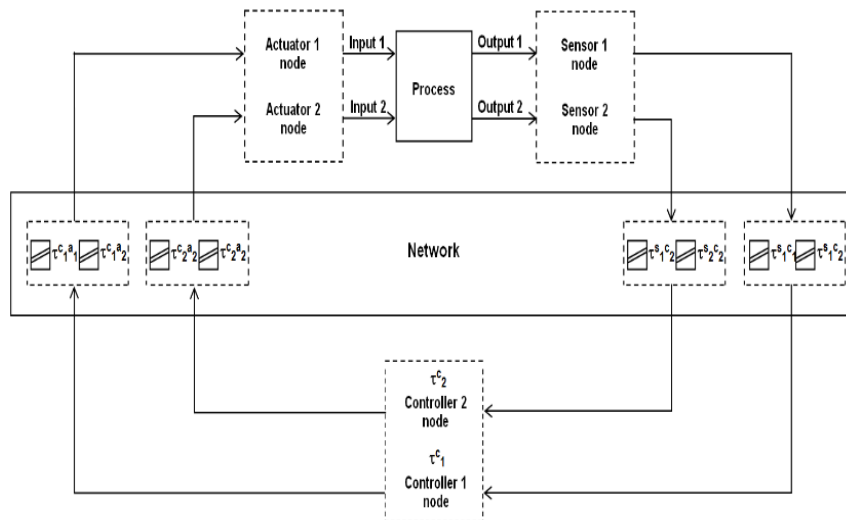 Actuator 1
node
Input 1
Output 1
Sensor 1
node
Process
Actuator 2
node
Input 2
Output 2
Sensor 2
node
τᶜ₁ᵃ₁ τᶜ₁ᵃ₂
τᶜ₂ᵃ₂ τᶜ₂ᵃ₂
Network
τˢ₁ᶜ₂ τˢ₂ᶜ₂
τˢ₁ᶜ₁ τˢ₁ᶜ₂
τᶜ₂
Controller 2
node
τᶜ₁
Controller 1
node